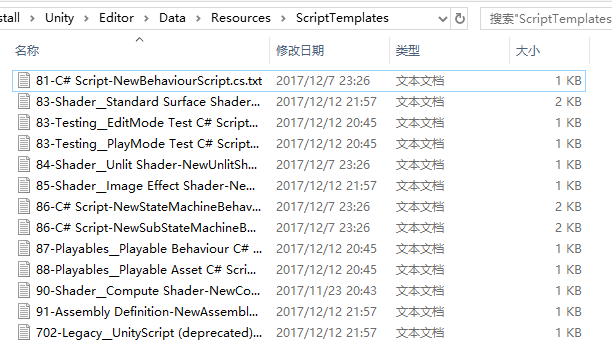 stall > Unity > Editor > Data > Resources > ScriptTemplates 搜索"ScriptTemplates
名称 修改日期 类型 大小
81-C# Script-NewBehaviourScript.cs.txt 2017/12/7 23:26 文本文档 1 KB
83-Shader__Standard Surface Shader... 2017/12/12 21:57 文本文档 2 KB
83-Testing__EditMode Test C# Script... 2017/12/12 20:45 文本文档 1 KB
83-Testing__PlayMode Test C# Script... 2017/12/12 20:45 文本文档 1 KB
84-Shader__Unlit Shader-NewUnlitSh... 2017/12/7 23:26 文本文档 1 KB
85-Shader__Image Effect Shader-Ne... 2017/12/12 21:57 文本文档 1 KB
86-C# Script-NewStateMachineBehav... 2017/12/7 23:26 文本文档 2 KB
86-C# Script-NewSubStateMachineB... 2017/12/7 23:26 文本文档 2 KB
87-Playables__Playable Behaviour C# ... 2017/12/12 20:45 文本文档 1 KB
88-Playables__Playable Asset C# Scri... 2017/12/12 20:45 文本文档 1 KB
90-Shader__Compute Shader-NewCo... 2017/11/23 20:43 文本文档 1 KB
91-Assembly Definition-NewAssembl... 2017/12/12 21:57 文本文档 1 KB
702-Legacy__UnityScript (deprecated)... 2017/12/12 21:57 文本文档 1 KB